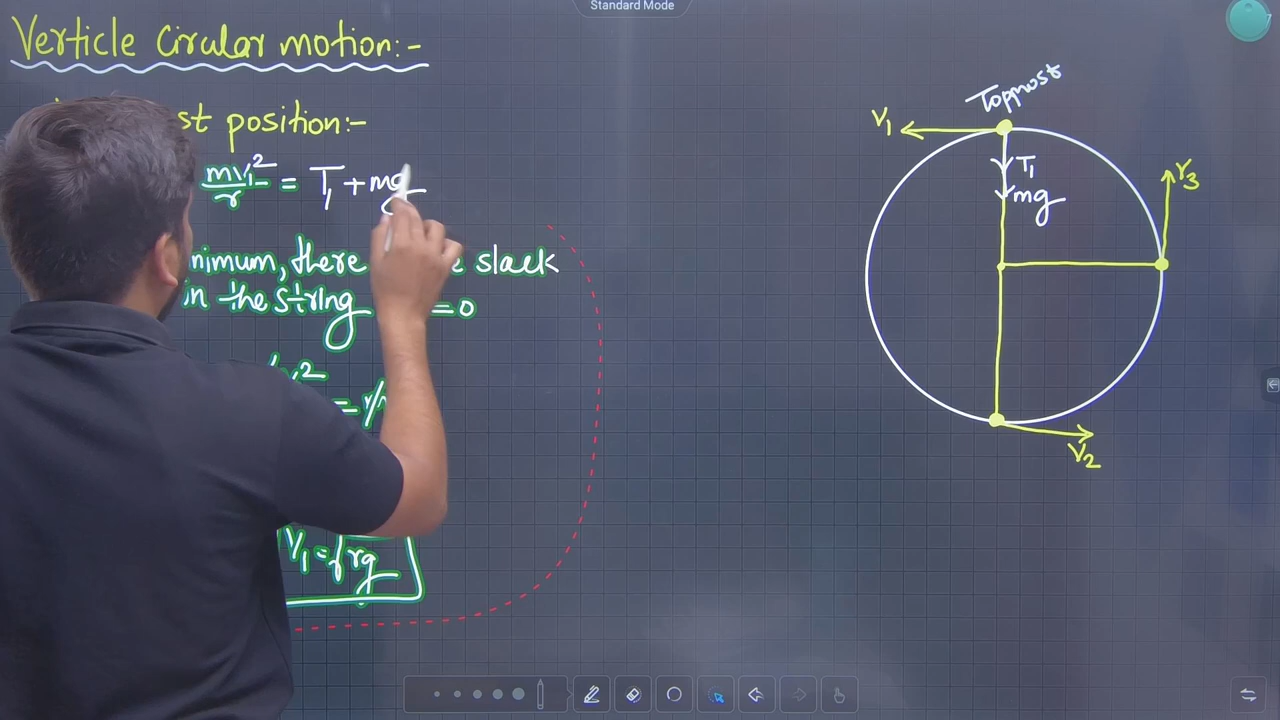 Standard Mode
Verticle Circular motion:-
st position:-
mv₁²/r = T₁ + mg
nimum, there slack
in the string = 0
v₁ = √rg
Topmost
V₁
T₁
mg
V₃
V₂